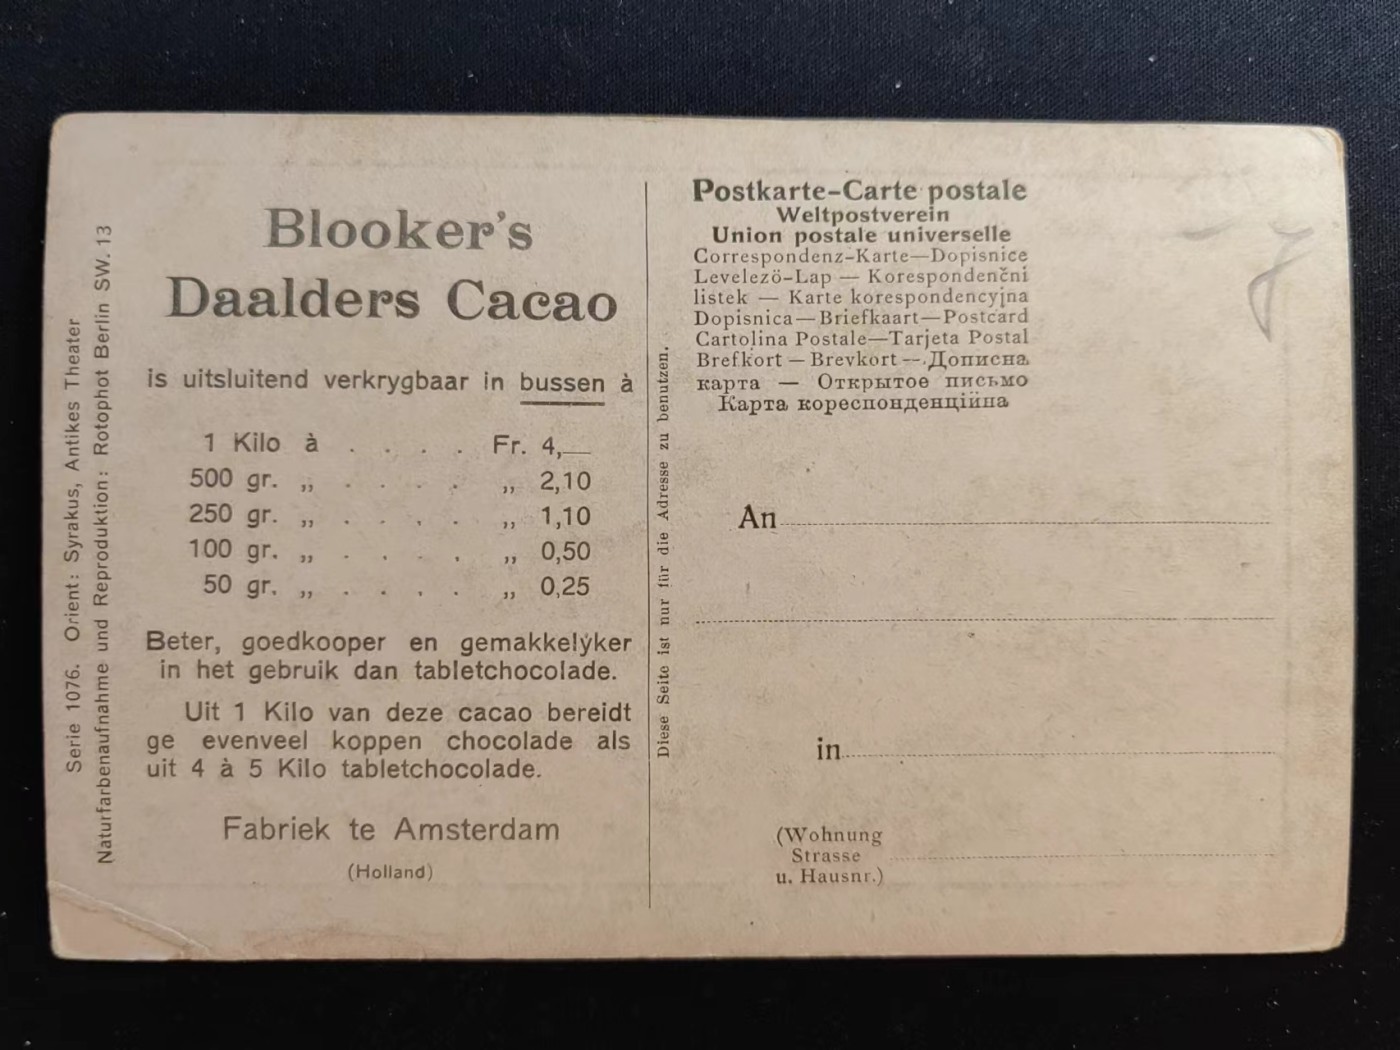 Serie 1076. Orient: Syrakus, Antikes Theater
Naturfarbenaufnahme und Reproduktion: Rotophot Berlin SW. 13
Blooker's
Daalders Cacao
is uitsluitend verkrygbaar in bussen à
1 Kilo à . . . . Fr. 4,—
500 gr. „ . . . . „ 2,10
250 gr. „ . . . . „ 1,10
100 gr. „ . . . . „ 0,50
50 gr. „ . . . . „ 0,25
Beter, goedkooper en gemakkelÿker
in het gebruik dan tabletchocolade.
Uit 1 Kilo van deze cacao bereidt
ge evenveel koppen chocolade als
uit 4 à 5 Kilo tabletchocolade.
Fabriek te Amsterdam
(Holland)
Diese Seite ist nur für die Adresse zu benutzen.
Postkarte-Carte postale
Weltpostverein
Union postale universelle
Correspondenz-Karte—Dopisnice
Levelezö-Lap — Korespondenčni
listek — Karte korespondencyjna
Dopisnica—Briefkaart—Postcard
Cartolina Postale—Tarjeta Postal
Brefkort — Brevkort — Дописна
карта — Открытое письмо
Карта кореспонденційна
An
in
(Wohnung
Strasse
u. Hausnr.)